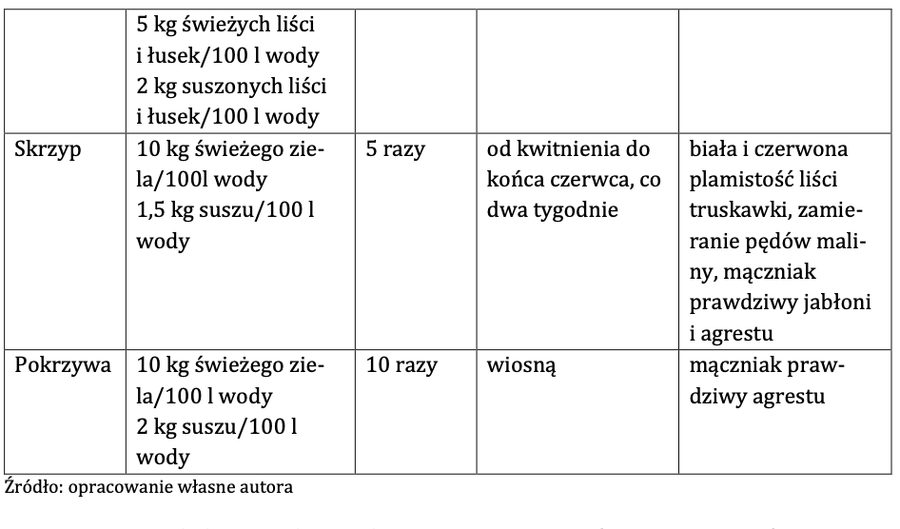 5 kg świeżych liści
i łusek/100 l wody
2 kg suszonych liści
i łusek/100 l wody
Skrzyp
10 kg świeżego zie-
la/100l wody
1,5 kg suszu/100 l
wody
5 razy
od kwitnienia do
końca czerwca, co
dwa tygodnie
biała i czerwona
plamistość liści
truskawki, zamie-
ranie pędów mali-
ny, mączniak
prawdziwy jabłoni
i agrestu
Pokrzywa
10 kg świeżego zie-
la/100 l wody
2 kg suszu/100 l
wody
10 razy
wiosną
mączniak praw-
dziwy agrestu
Źródło: opracowanie własne autora